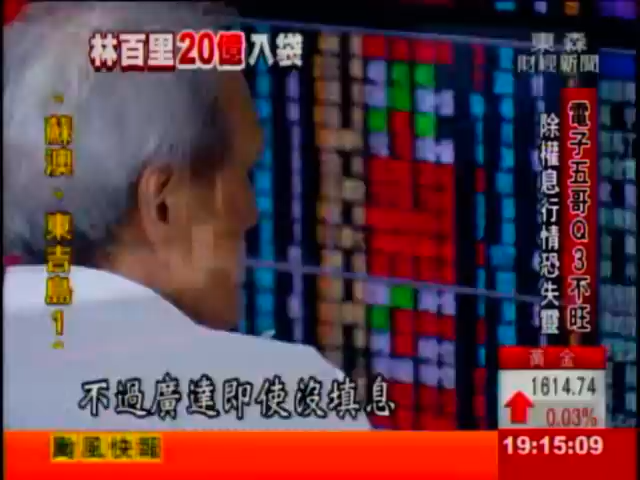 林百里20億入袋
東森
財經新聞
電子五哥Q3不旺
除權息行情恐失靈
蘇澳・東吉島1
不過廣達即使沒填息
黃金
1614.74
0.03%
颱風快報
19:15:09